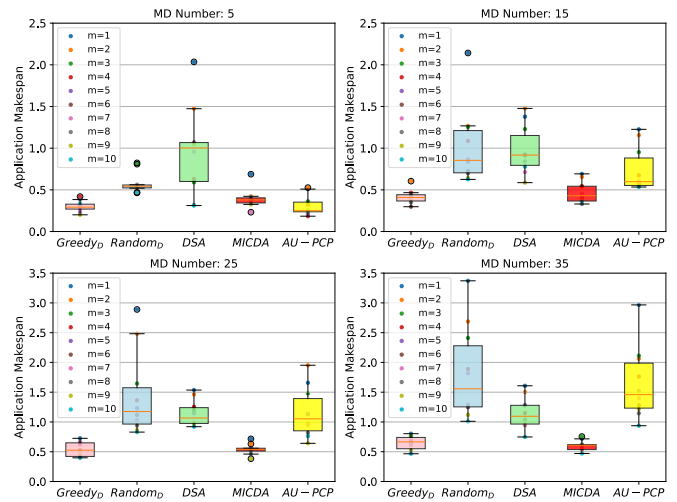 MD Number: 5
Application Makespan
2.5
2.0
1.5
1.0
0.5
0.0
m=1
m=2
m=3
m=4
m=5
m=6
m=7
m=8
m=9
m=10
Greedy_D Random_D DSA MICDA AU−PCP
MD Number: 15
Application Makespan
2.5
2.0
1.5
1.0
0.5
0.0
m=1
m=2
m=3
m=4
m=5
m=6
m=7
m=8
m=9
m=10
Greedy_D Random_D DSA MICDA AU−PCP
MD Number: 25
Application Makespan
3.5
3.0
2.5
2.0
1.5
1.0
0.5
0.0
m=1
m=2
m=3
m=4
m=5
m=6
m=7
m=8
m=9
m=10
Greedy_D Random_D DSA MICDA AU−PCP
MD Number: 35
Application Makespan
3.5
3.0
2.5
2.0
1.5
1.0
0.5
0.0
m=1
m=2
m=3
m=4
m=5
m=6
m=7
m=8
m=9
m=10
Greedy_D Random_D DSA MICDA AU−PCP